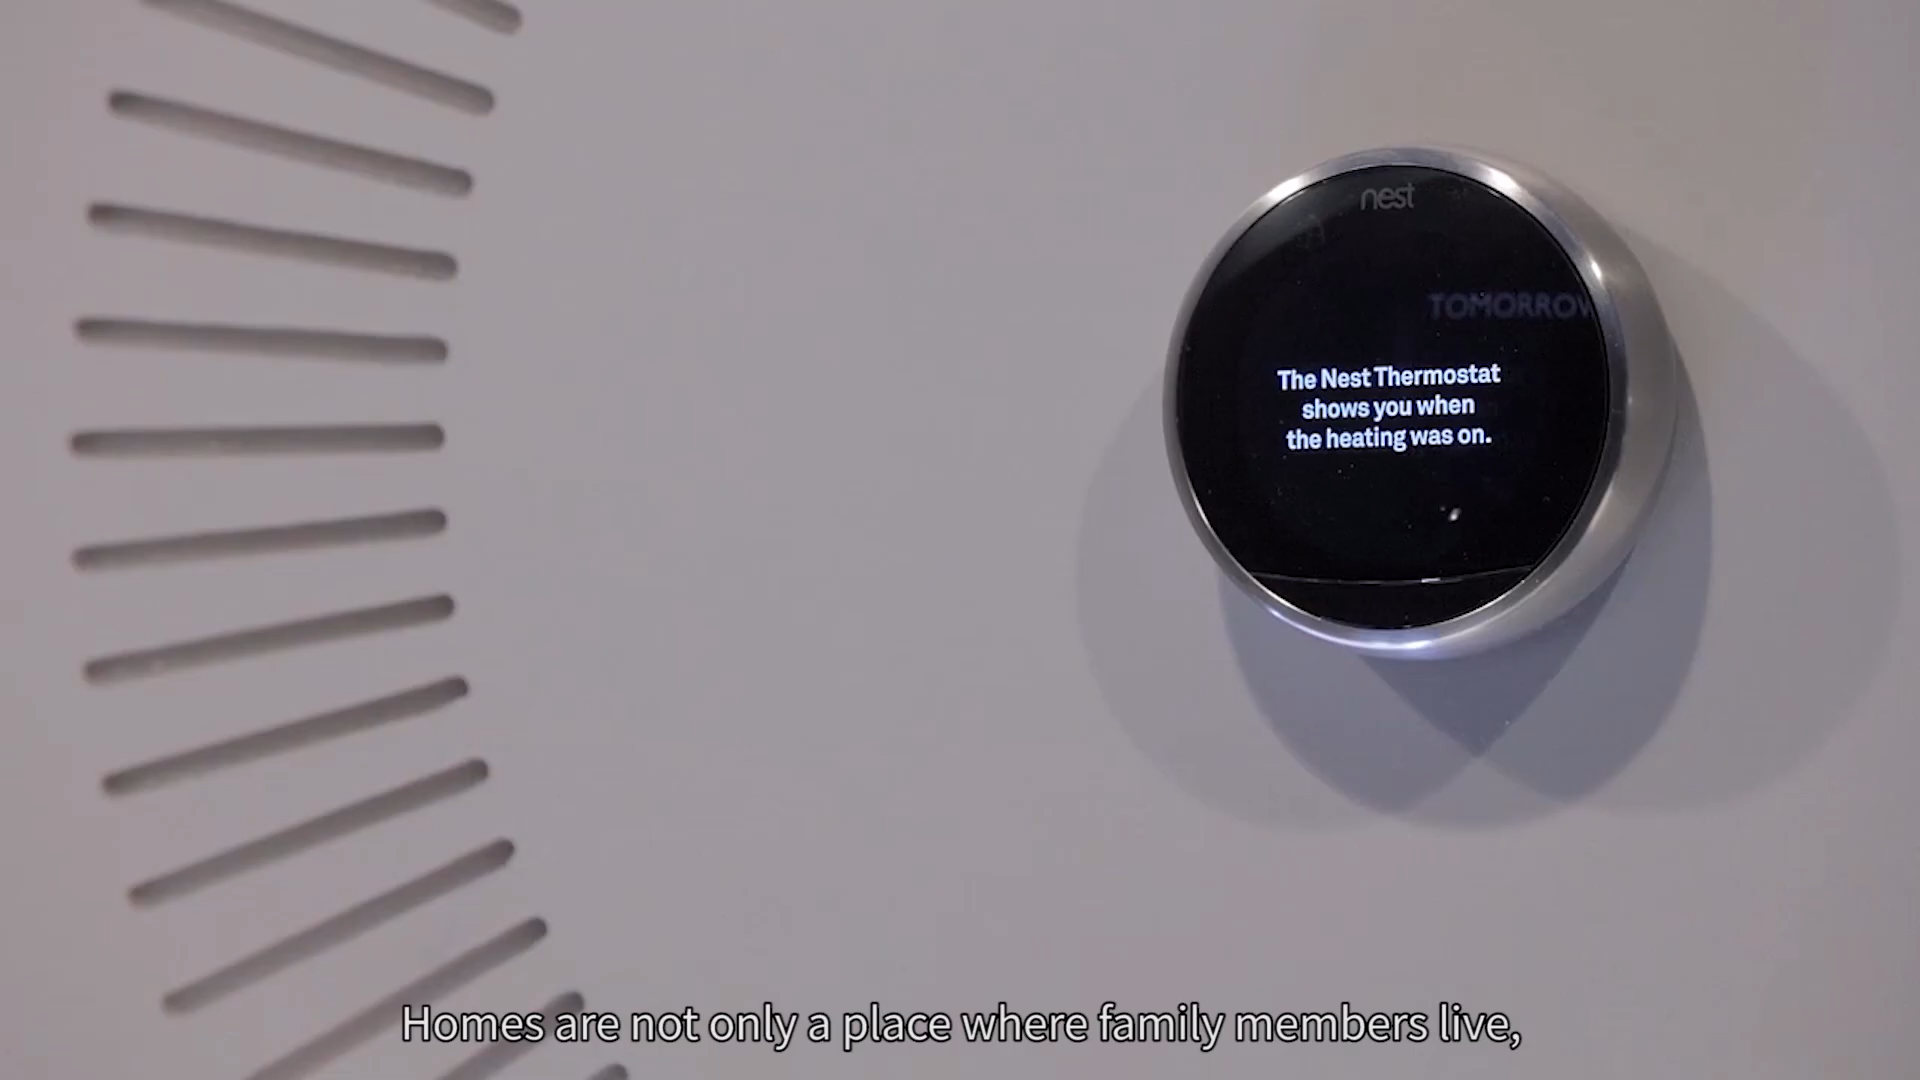 nest
TOMORROW
The Nest Thermostat
shows you when
the heating was on.
Homes are not only a place where family members live,